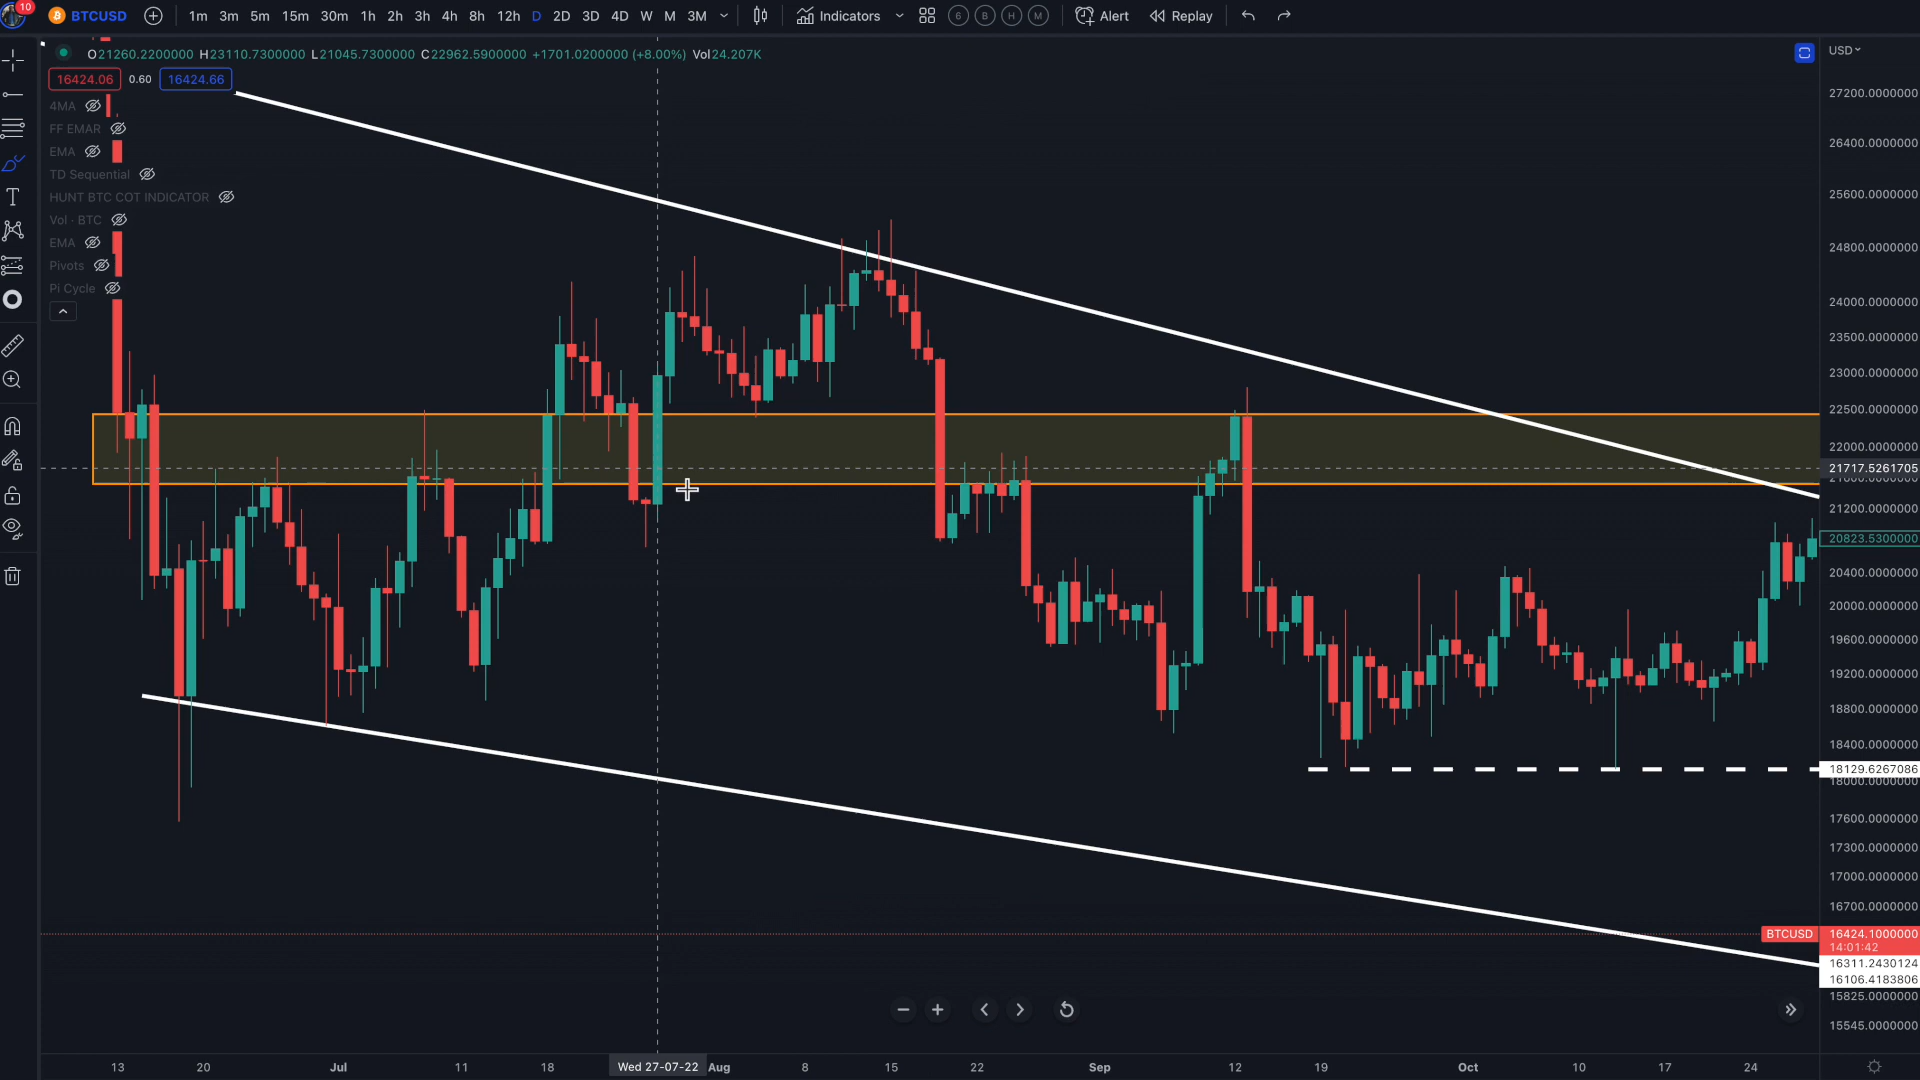 10
BTCUSD 1m 3m 5m 15m 30m 1h 2h 3h 4h 8h 12h D 2D 3D 4D W M 3M Indicators 6 B H M Alert Replay
O21260.2200000 H23110.7300000 L21045.7300000 C22962.5900000 +1701.0200000 (+8.00%) Vol24.207K
USD
16424.06 0.60 16424.66
4MA
FF EMAR
EMA
TD Sequential
HUNT BTC COT INDICATOR
Vol · BTC
EMA
Pivots
Pi Cycle
T
27200.0000000
26400.0000000
25600.0000000
24800.0000000
24000.0000000
23500.0000000
23000.0000000
22500.0000000
22000.0000000
21717.5261705
21200.0000000
20823.5300000
20400.0000000
20000.0000000
19600.0000000
19200.0000000
18800.0000000
18400.0000000
18129.6267086
18000.0000000
17600.0000000
17300.0000000
17000.0000000
16700.0000000
BTCUSD 16424.1000000
14:01:42
16311.2430124
16106.4183806
15825.0000000
15545.0000000
13 20 Jul 11 18 Wed 27-07-22 Aug 8 15 22 Sep 12 19 Oct 10 17 24